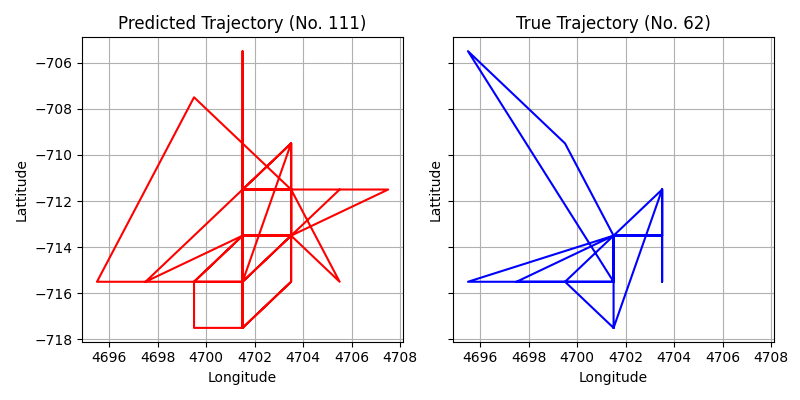 Predicted Trajectory (No. 111)
True Trajectory (No. 62)
−706
−708
−710
−712
−714
−716
−718
Lattitude
Lattitude
4696 4698 4700 4702 4704 4706 4708
4696 4698 4700 4702 4704 4706 4708
Longitude
Longitude